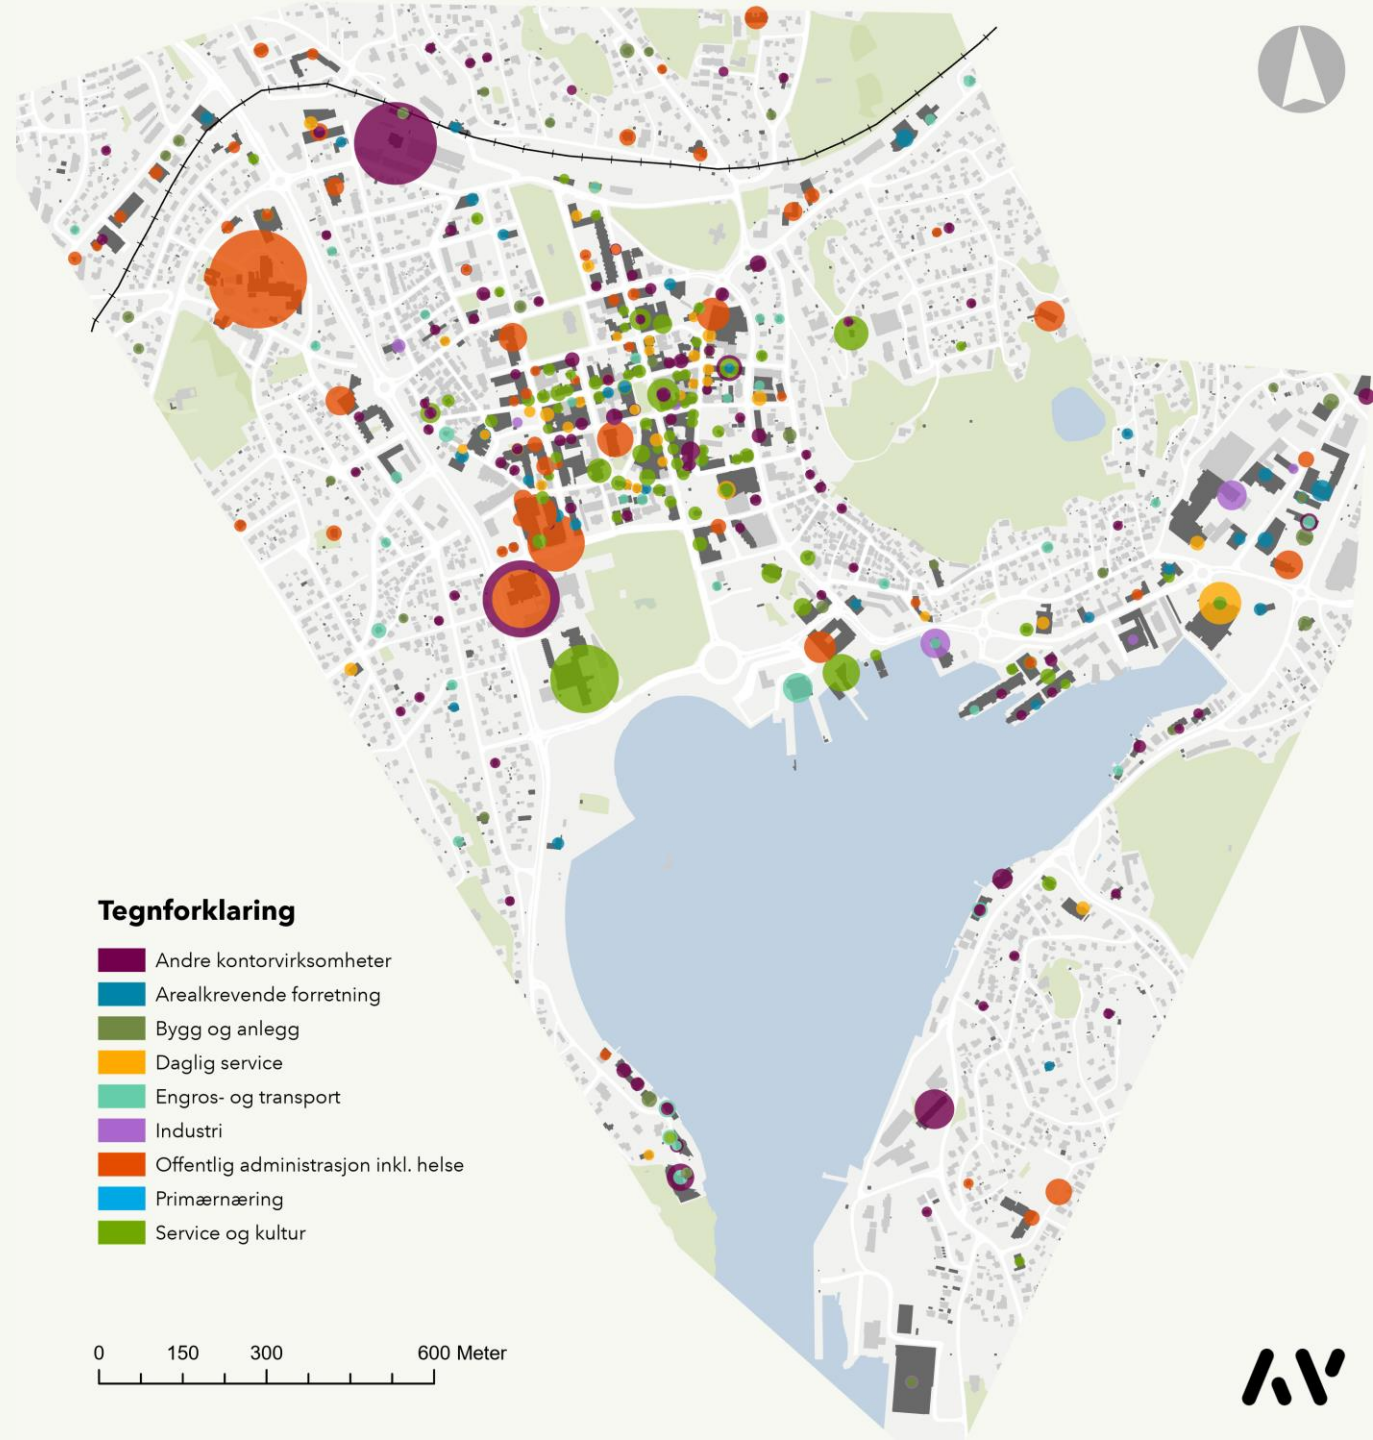 Tegnforklaring
Andre kontorvirksomheter
Arealkrevende forretning
Bygg og anlegg
Daglig service
Engros- og transport
Industri
Offentlig administrasjon inkl. helse
Primærnæring
Service og kultur
0 150 300 600 Meter